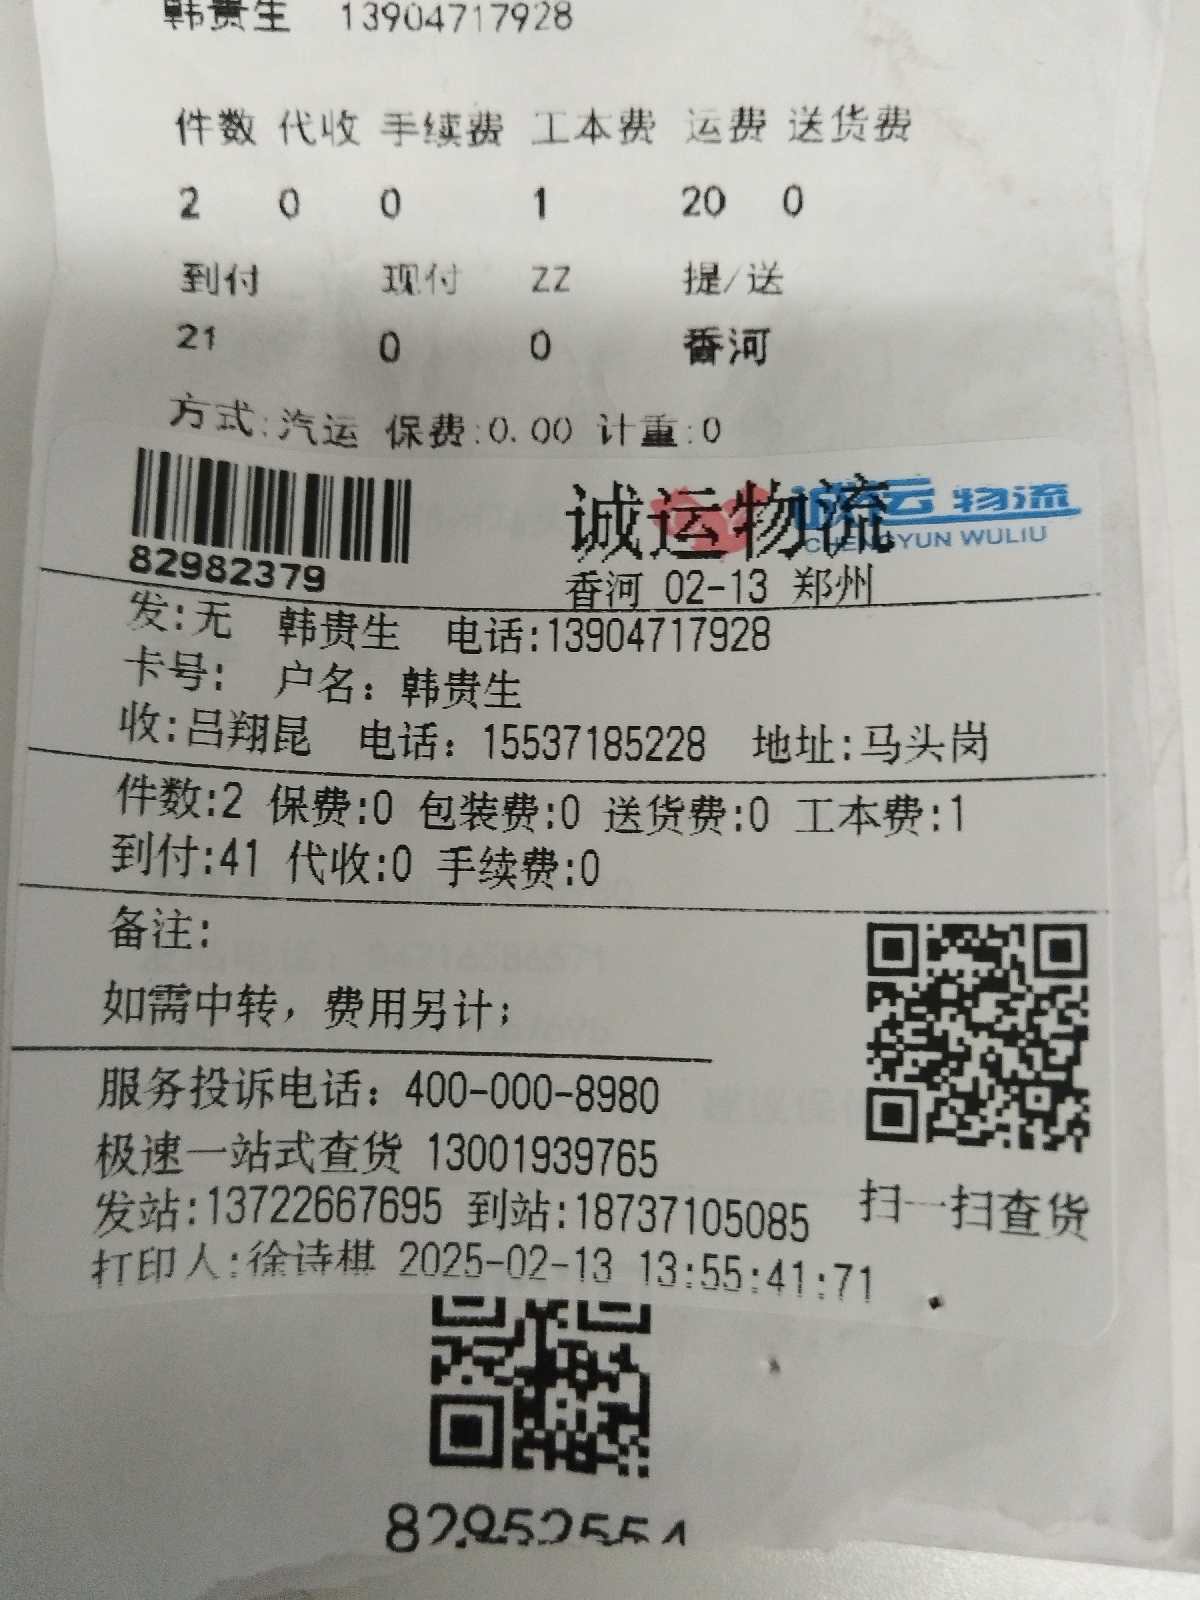 韩贵生 13904717928
件数 代收 手续费 工本费 运费 送货费
2 0 0 1 20 0
到付 现付 ZZ 提/送
21 0 0 香河
方式:汽运 保费:0.00 计重:0
82982379
诚运物流
诚运物流
CHENGYUN WULIU
香河 02-13 郑州
发:无 韩贵生 电话:13904717928
卡号: 户名：韩贵生
收:吕翔昆 电话：15537185228 地址:马头岗
件数:2 保费:0 包装费:0 送货费:0 工本费:1
到付:41 代收:0 手续费:0
备注:
如需中转，费用另计;
服务投诉电话：400-000-8980
极速一站式查货 13001939765
发站:13722667695 到站:18737105085
扫一扫查货
打印人:徐诗棋 2025-02-13 13:55:41:71
82952554